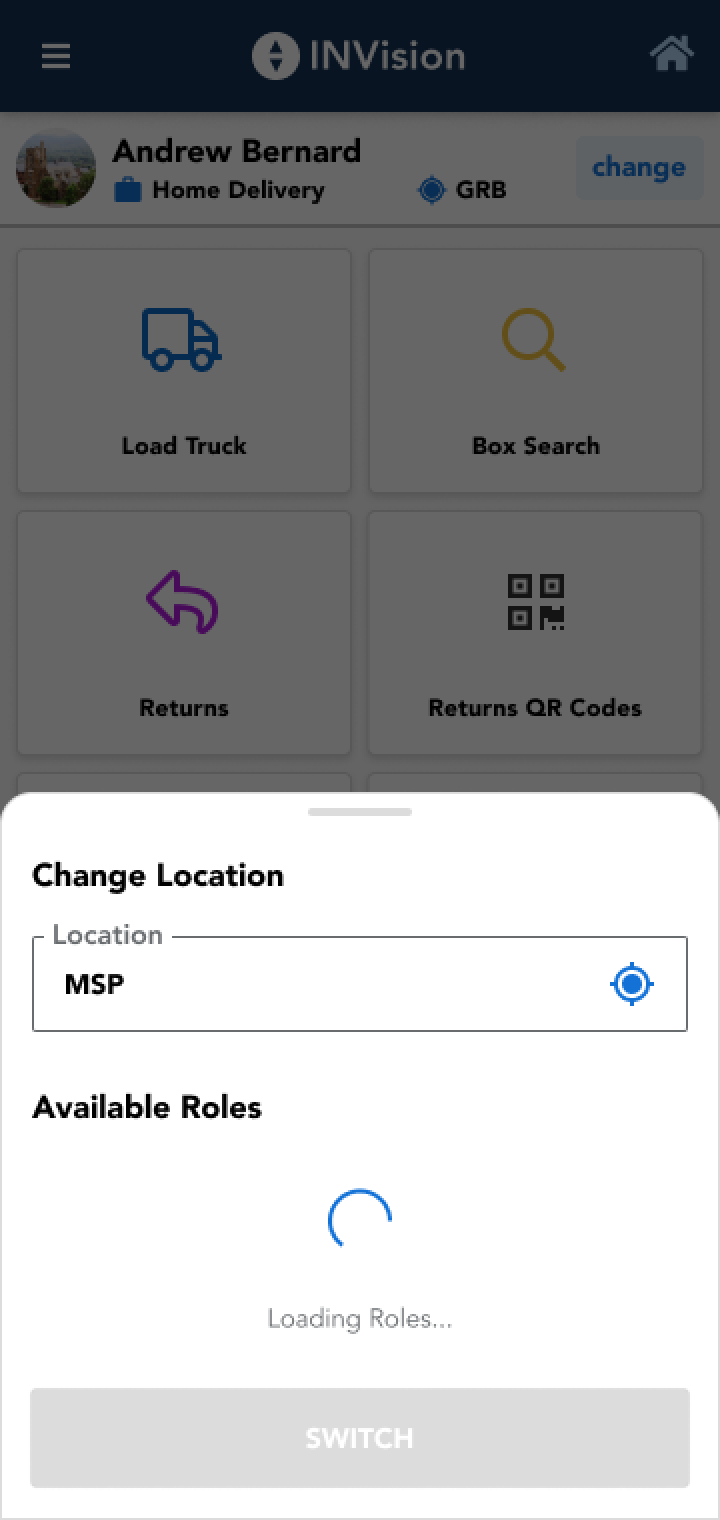 INVision
Andrew Bernard
Home Delivery
GRB
change
Load Truck
Box Search
Returns
Returns QR Codes
Change Location
Location
MSP
Available Roles
Loading Roles...
SWITCH